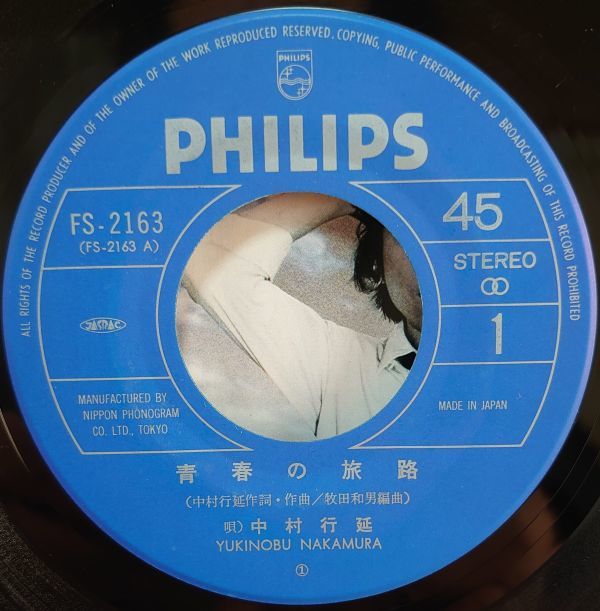 ALL RIGHTS OF THE RECORD PRODUCER AND OF THE OWNER OF THE WORK REPRODUCED RESERVED. COPYING, PUBLIC PERFORMANCE AND BROADCASTING OF THIS RECORD PROHIBITED
PHILIPS
PHILIPS
FS-2163
(FS-2163 A)
45
STEREO
JASRAC
1
MANUFACTURED BY
NIPPON PHONOGRAM
CO. LTD., TOKYO
MADE IN JAPAN
青春の旅路
(中村行延作詞・作曲/牧田和男編曲)
唄) 中村行延
YUKINOBU NAKAMURA
①